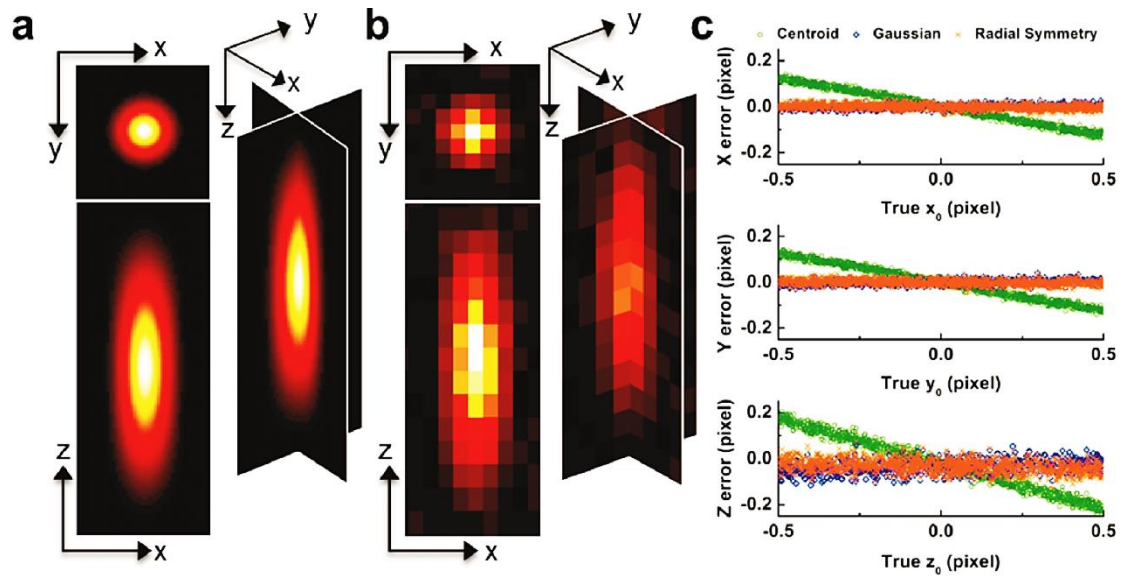 a
x
y
y
x
z
z
x
b
x
y
y
x
z
z
x
c
Centroid Gaussian Radial Symmetry
X error (pixel)
0.2
0.0
-0.2
-0.5 0.0 0.5
True x0 (pixel)
Y error (pixel)
0.2
0.0
-0.2
-0.5 0.0 0.5
True y0 (pixel)
Z error (pixel)
0.2
0.0
-0.2
-0.5 0.0 0.5
True z0 (pixel)